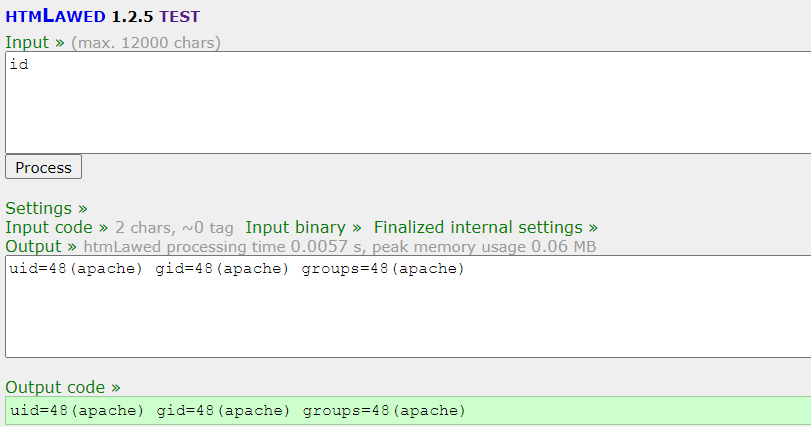 HTMLAWED 1.2.5 TEST
Input » (max. 12000 chars)
id
Process
Settings »
Input code » 2 chars, ~0 tag Input binary » Finalized internal settings »
Output » htmLawed processing time 0.0057 s, peak memory usage 0.06 MB
uid=48(apache) gid=48(apache) groups=48(apache)
Output code »
uid=48(apache) gid=48(apache) groups=48(apache)